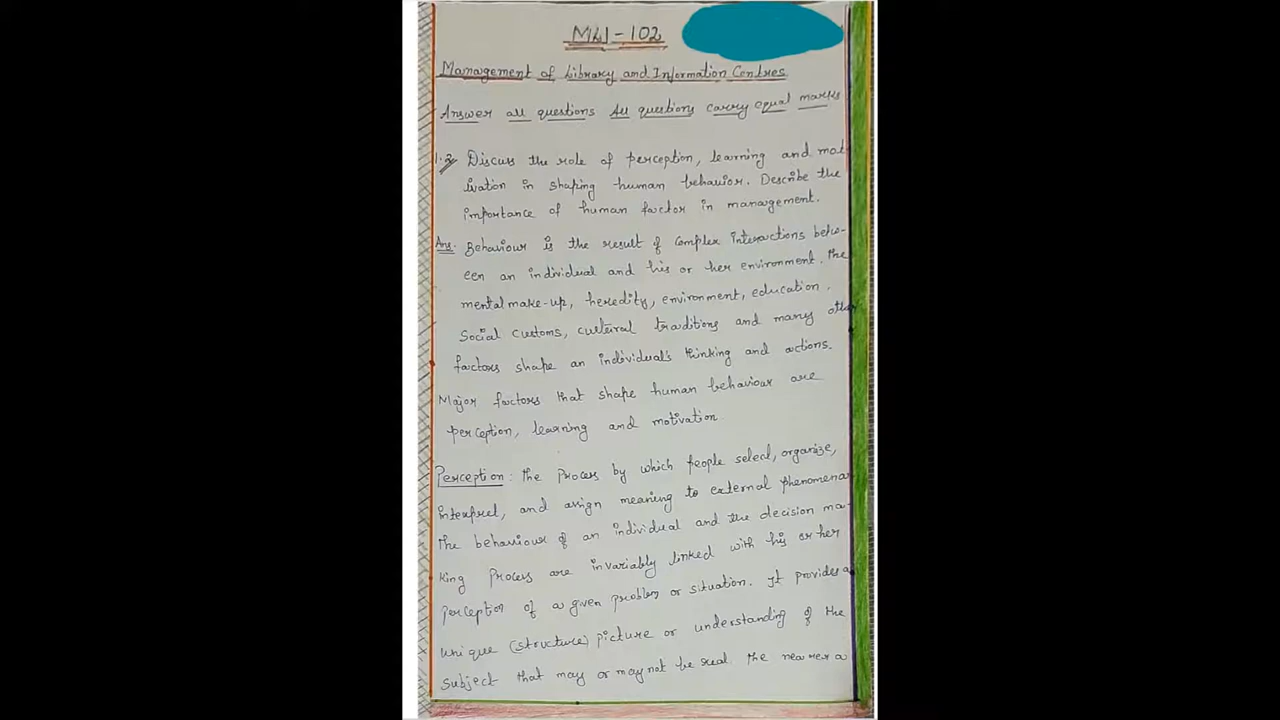 MLI-102
Management of Library and Information Centres
Answer all questions All questions carry equal marks
1.2 Discuss the role of perception, learning and mot-
ivation in shaping human behavior. Describe the
importance of human factor in management.
Ans. Behaviour is the result of complex interactions betw-
een an individual and his or her environment. The
mental make-up, heredity, environment, education.
Social customs, cultural traditions and many other
factors shape an individual's thinking and actions.
Major factors that shape human behaviour are
perception, learning and motivation.
Perception: the Process by which people select, organize,
interpret, and assign meaning to external phenomena
the behaviour of an individual and the decision ma-
king Process are invariably linked with his or her
perception of a given problem or situation. It provides a
unique (structure) picture or understanding of the
subject that may or may not be real the nearer a